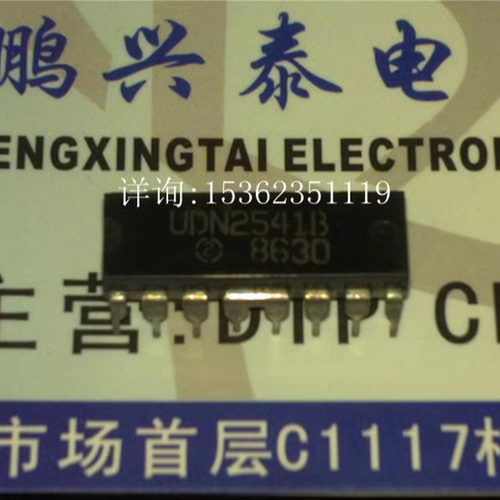 鹏兴泰电
ENGXINGTAI ELECTRON
详询:15362351119
UDN2541B
8630
主营:DIP
市场首层C1117